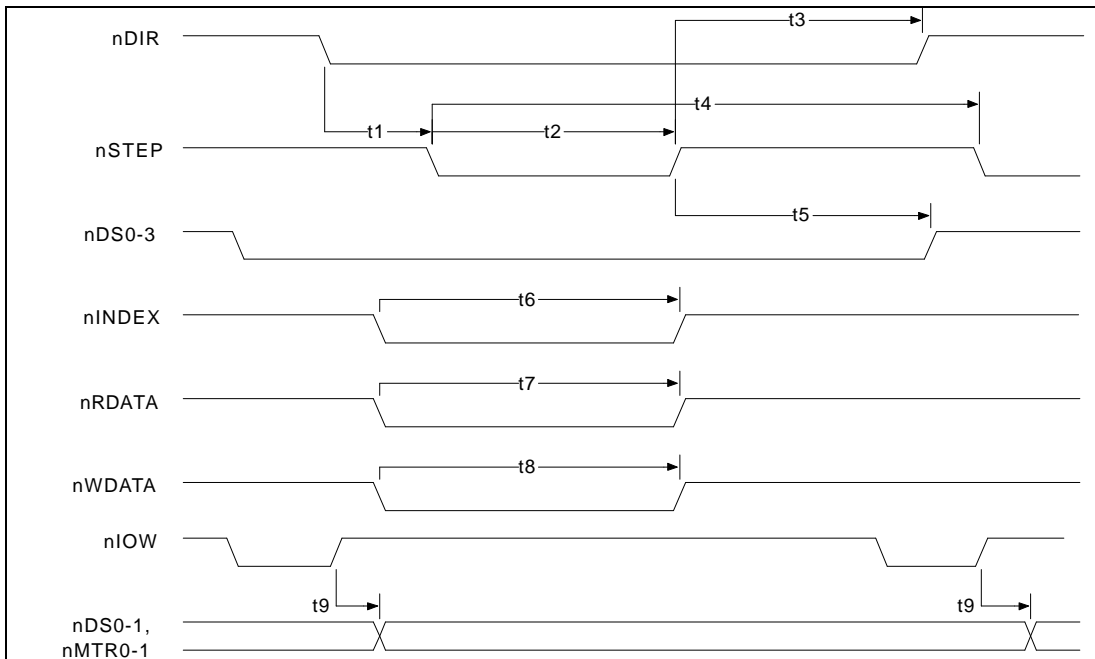 t3
nDIR
t4
t1
t2
nSTEP
t5
nDS0-3
t6
nINDEX
t7
nRDATA
t8
nWDATA
nIOW
t9
t9
nDS0-1,
nMTR0-1